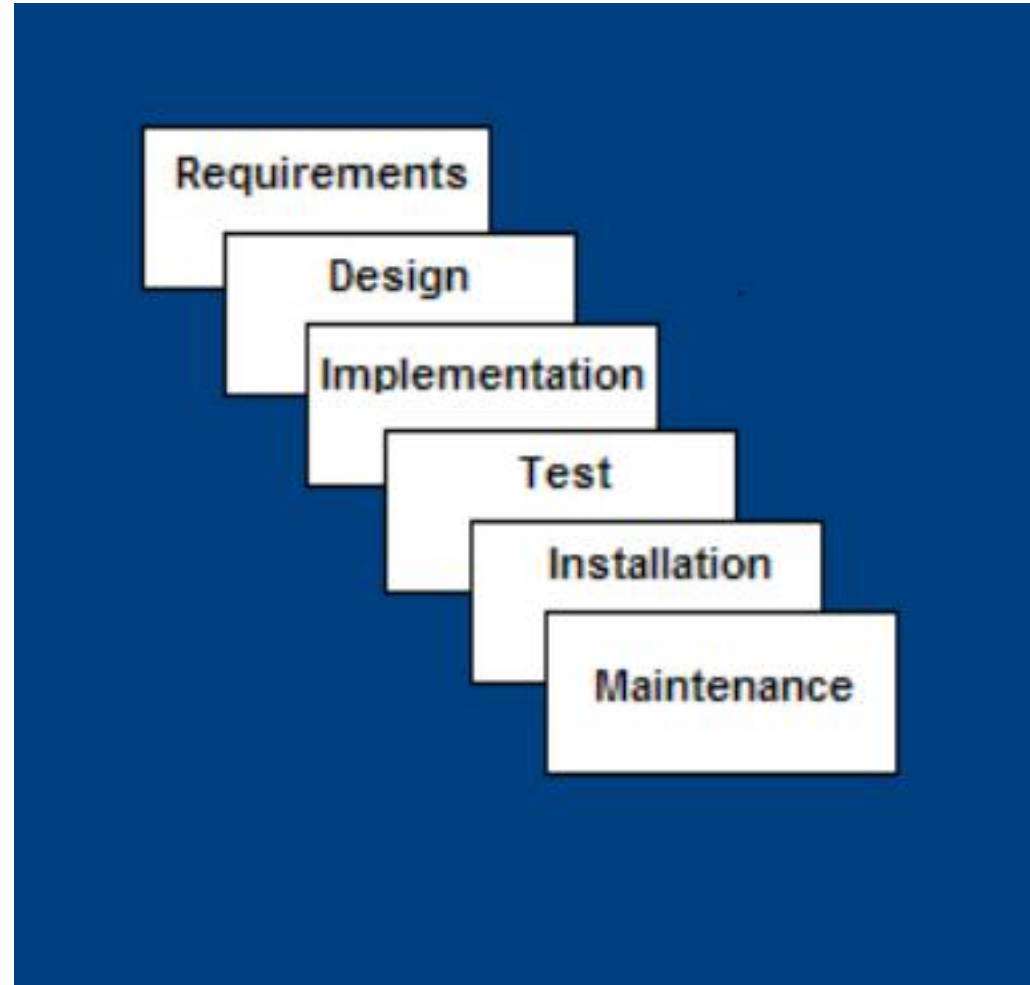 Requirements
Design
Implementation
Test
Installation
Maintenance